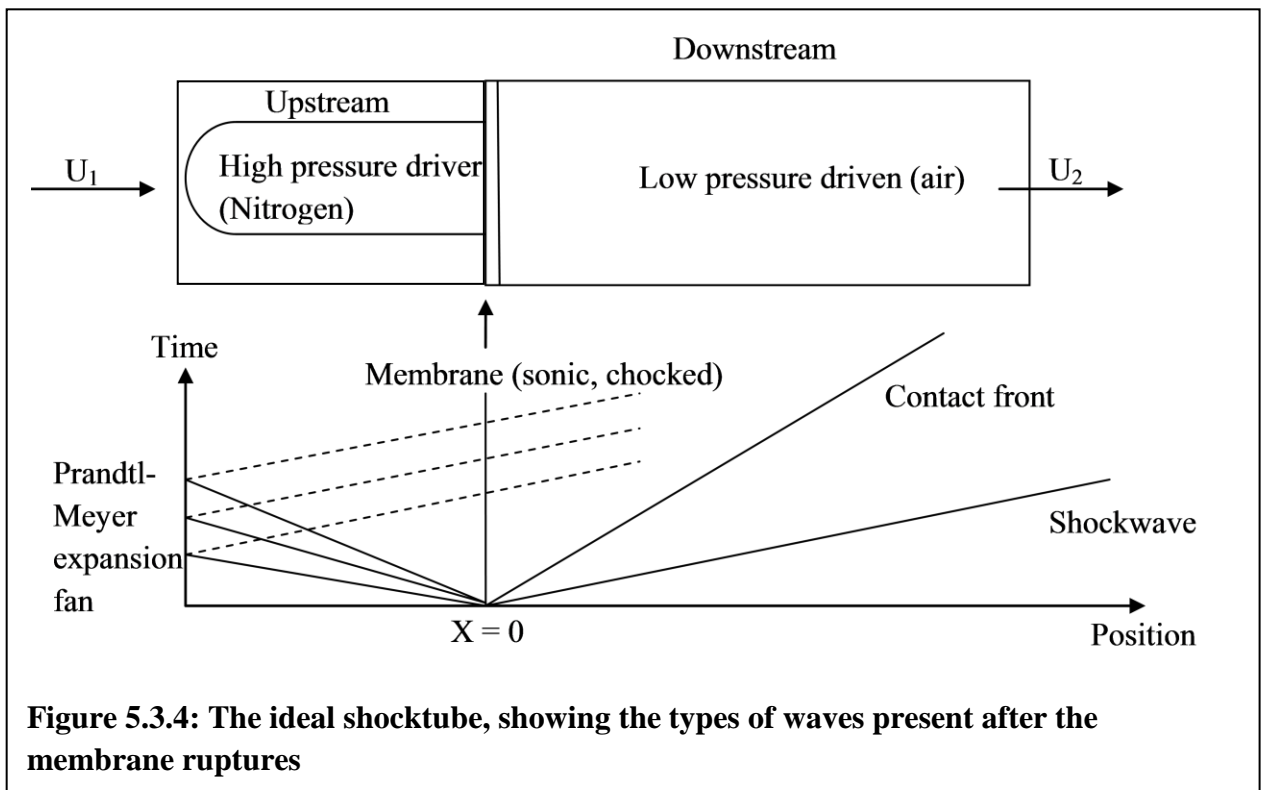 Downstream
Upstream
High pressure driver
(Nitrogen)
U1
Low pressure driven (air)
U2
Time
Membrane (sonic, chocked)
Contact front
Prandtl-
Meyer
expansion
fan
Shockwave
X = 0
Position
Figure 5.3.4: The ideal shocktube, showing the types of waves present after the
membrane ruptures